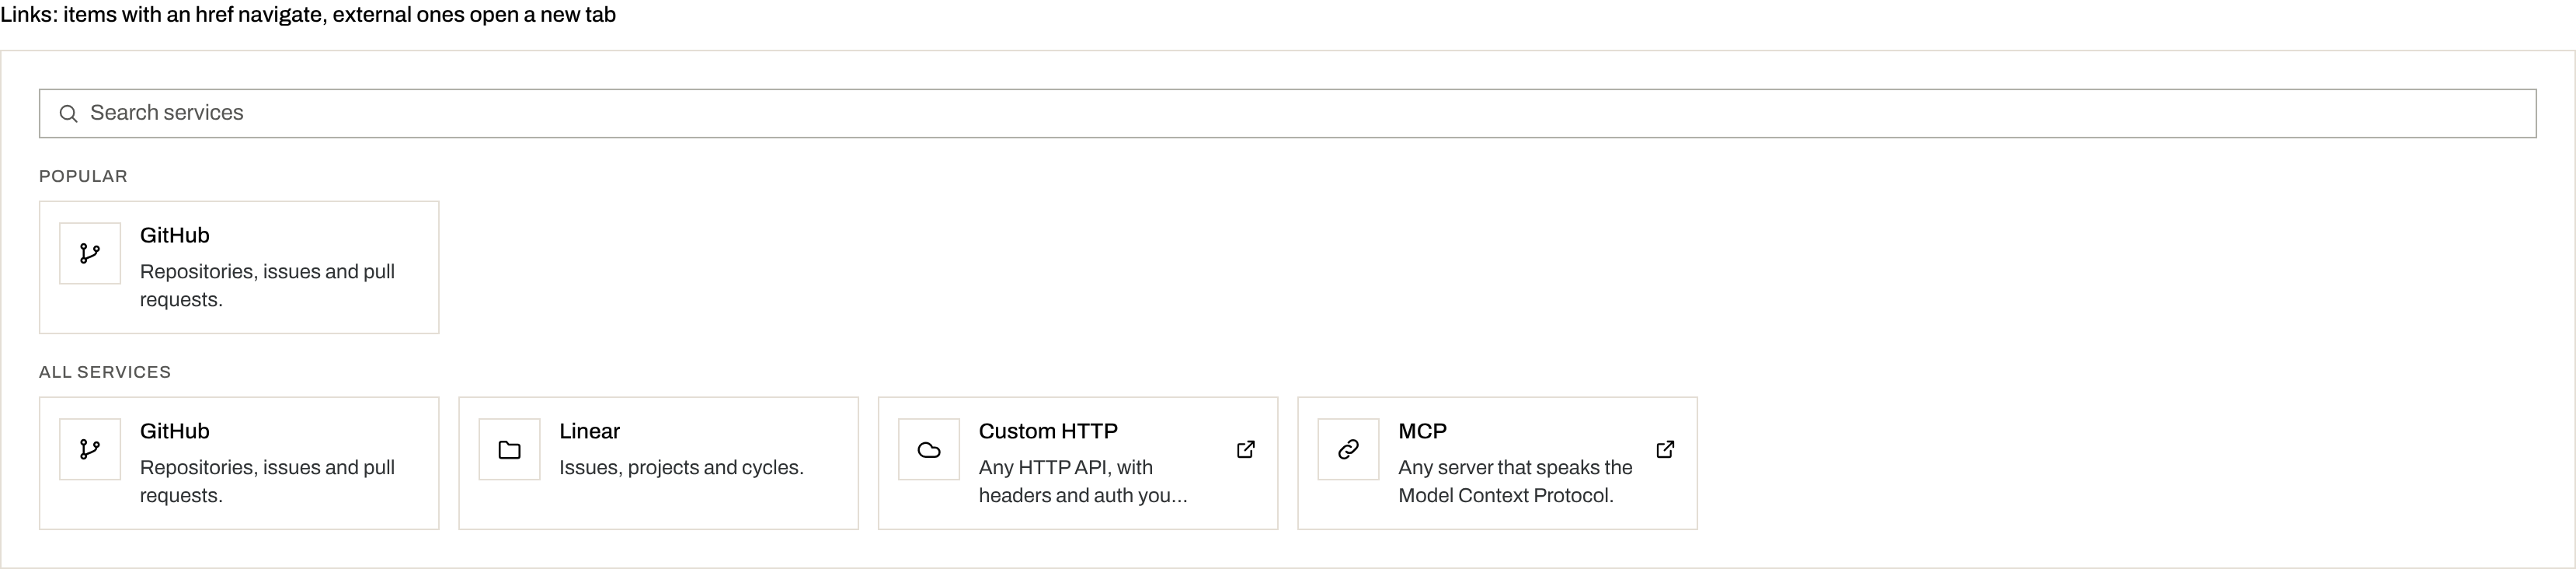 Links: items with an href navigate, external ones open a new tab
Search services
POPULAR
GitHub
Repositories, issues and pull
requests.
ALL SERVICES
GitHub
Repositories, issues and pull
requests.
Linear
Issues, projects and cycles.
Custom HTTP
Any HTTP API, with
headers and auth you...
MCP
Any server that speaks the
Model Context Protocol.